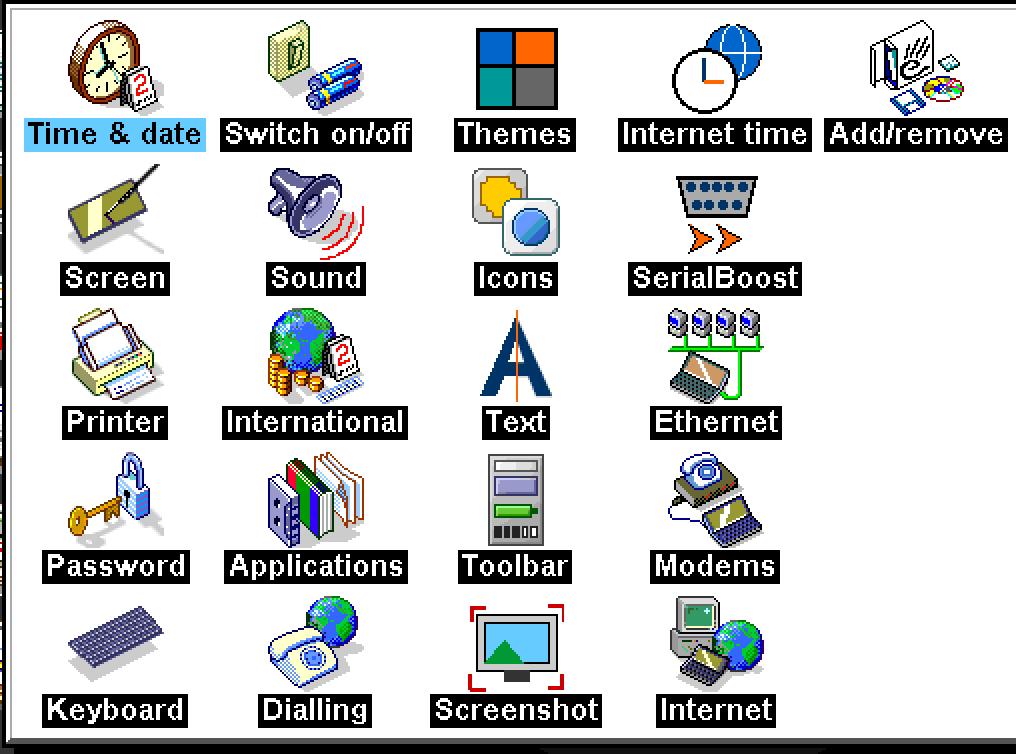 Time & date
Switch on/off
Themes
Internet time
Add/remove
Screen
Sound
Icons
SerialBoost
Printer
International
Text
Ethernet
Password
Applications
Toolbar
Modems
Keyboard
Dialling
Screenshot
Internet